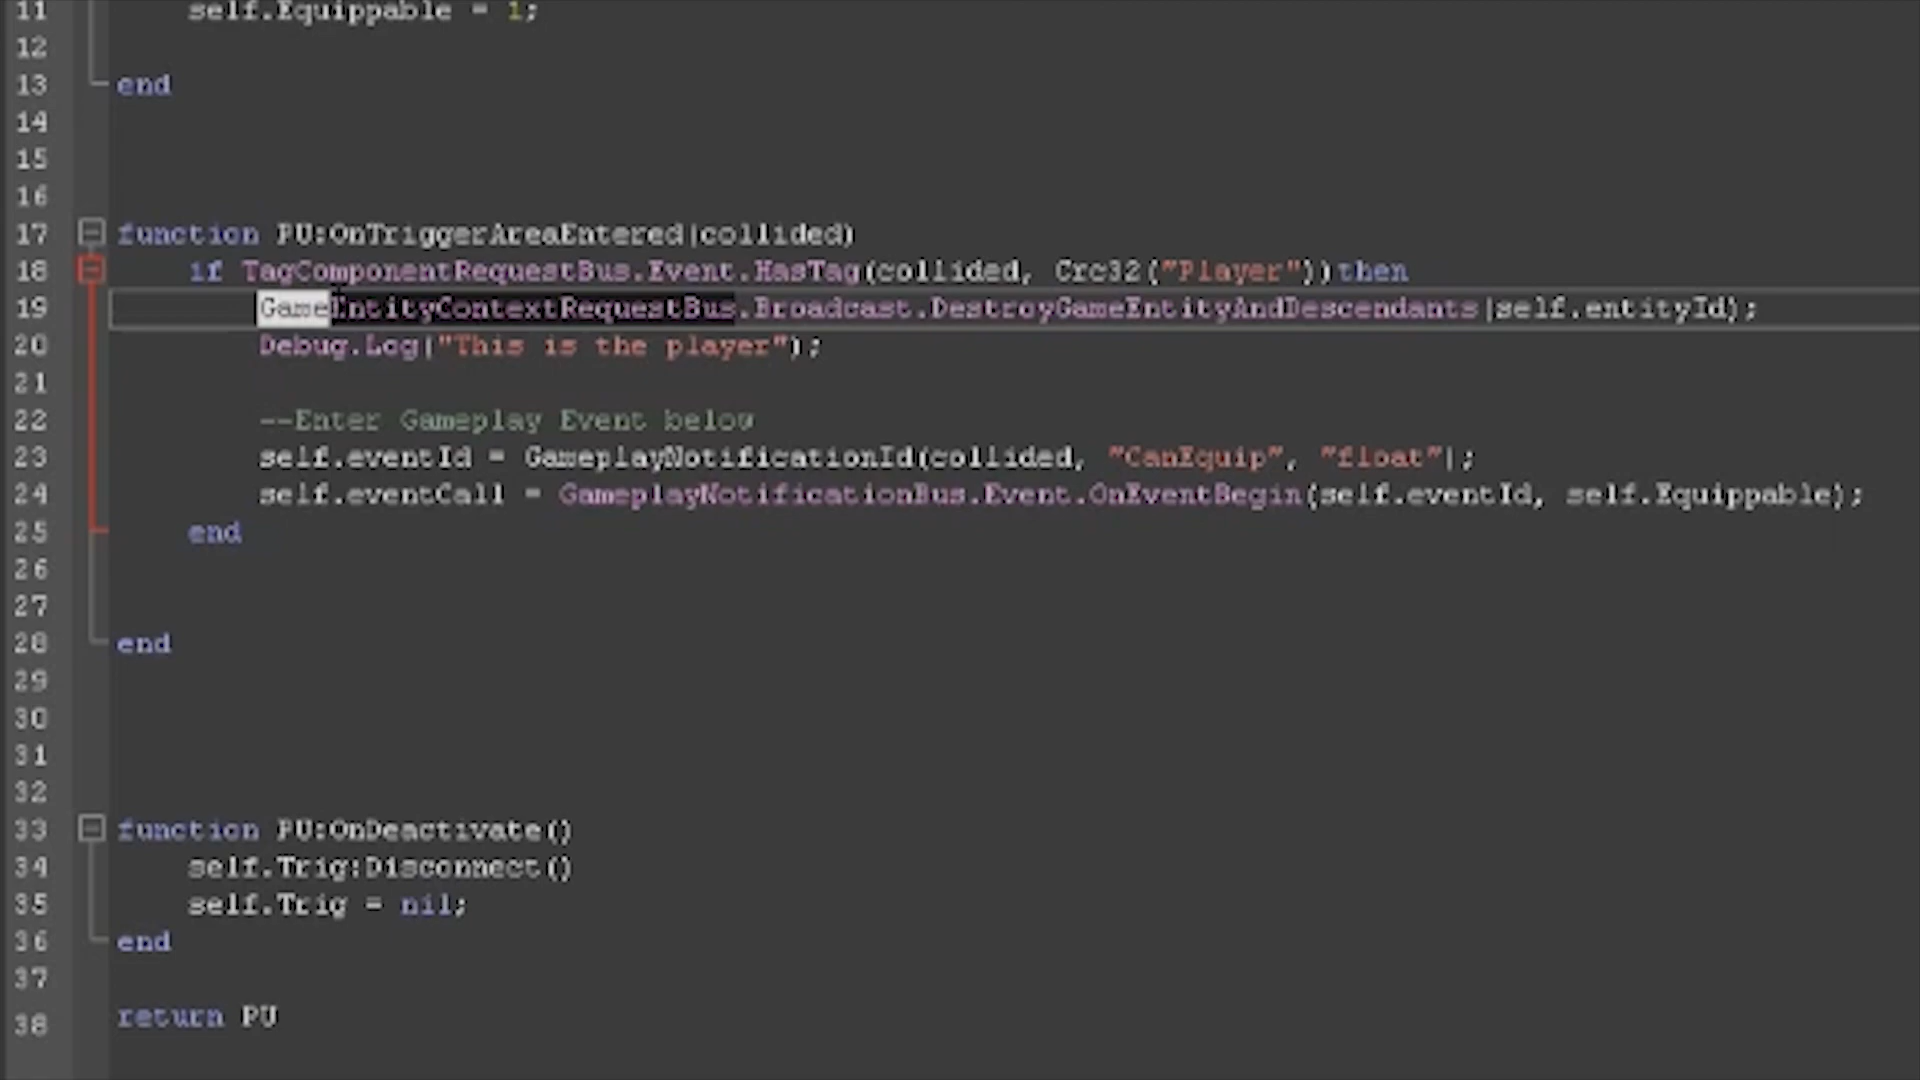 11 self.Equippable = 1;
12
13 end
14
15
16
17 function PU:OnTriggerAreaEntered(collided)
18 if TagComponentRequestBus.Event.HasTag(collided, Crc32("Player"))then
19 GameEntityContextRequestBus.Broadcast.DestroyGameEntityAndDescendants(self.entityId);
20 Debug.Log("This is the player");
21
22 --Enter Gameplay Event below
23 self.eventId = GameplayNotificationId(collided, "CanEquip", "float");
24 self.eventCall = GameplayNotificationBus.Event.OnEventBegin(self.eventId, self.Equippable);
25 end
26
27
28 end
29
30
31
32
33 function PU:OnDeactivate()
34 self.Trig:Disconnect()
35 self.Trig = nil;
36 end
37
38 return PU